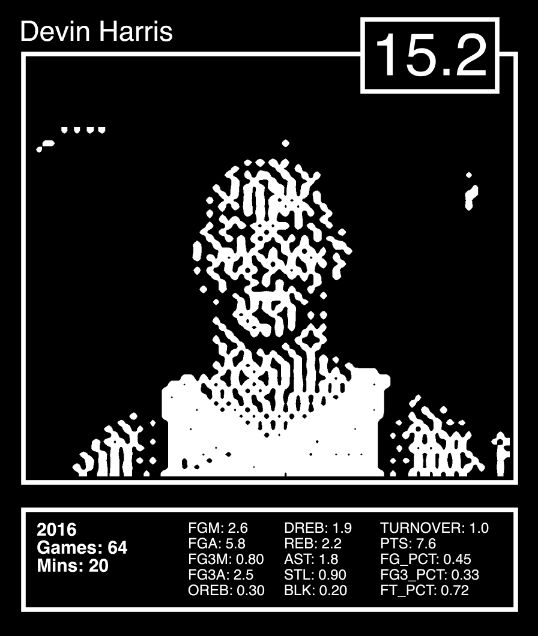 Devin Harris
15.2
2016
Games: 64
Mins: 20
FGM: 2.6
FGA: 5.8
FG3M: 0.80
FG3A: 2.5
OREB: 0.30
DREB: 1.9
REB: 2.2
AST: 1.8
STL: 0.90
BLK: 0.20
TURNOVER: 1.0
PTS: 7.6
FG_PCT: 0.45
FG3_PCT: 0.33
FT_PCT: 0.72